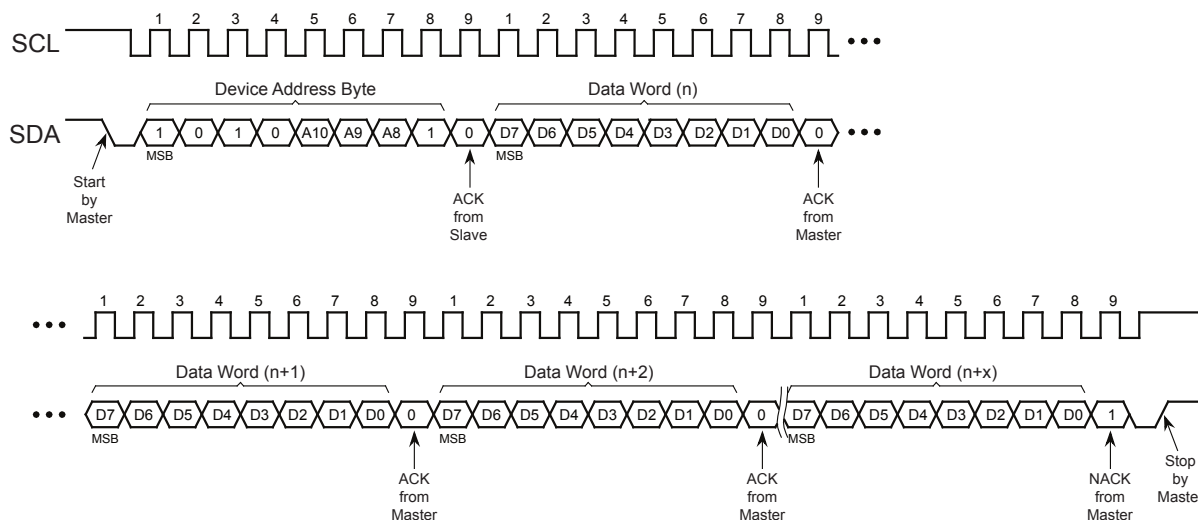 1 2 3 4 5 6 7 8 9 1 2 3 4 5 6 7 8 9
SCL
Device Address Byte Data Word (n)
SDA 1 0 1 0 A10 A9 A8 1 0 D7 D6 D5 D4 D3 D2 D1 D0 0
MSB MSB
Start
by
Master
ACK
from
Slave
ACK
from
Master
1 2 3 4 5 6 7 8 9 1 2 3 4 5 6 7 8 9 1 2 3 4 5 6 7 8 9
Data Word (n+1) Data Word (n+2) Data Word (n+x)
D7 D6 D5 D4 D3 D2 D1 D0 0 D7 D6 D5 D4 D3 D2 D1 D0 0 D7 D6 D5 D4 D3 D2 D1 D0 1
MSB MSB MSB
ACK
from
Master
ACK
from
Master
NACK
from
Master
Stop
by
Master